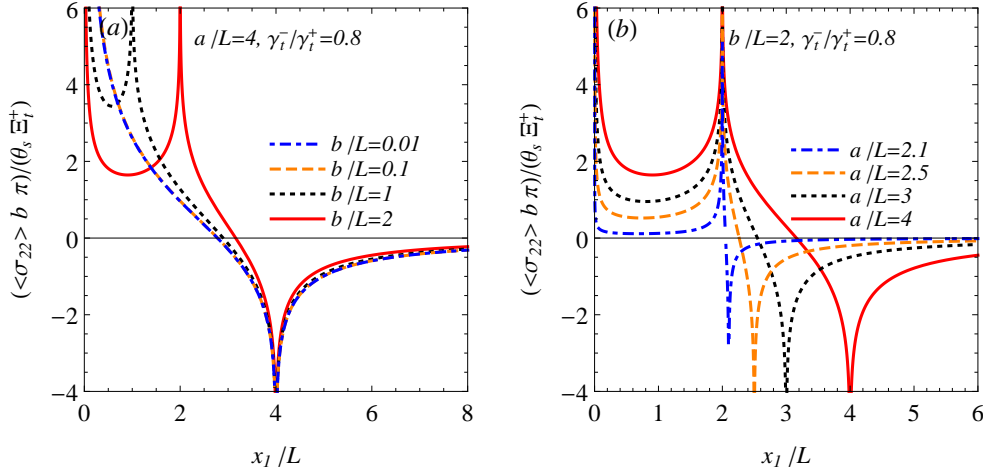 (a)
a/L=4, γₜ⁻/γₜ⁺=0.8
6
4
2
0
−2
−4
b/L=0.01
b/L=0.1
b/L=1
b/L=2
0 2 4 6 8
x₁/L
(<σ₂₂> b π)/(θₛ Ξₜ⁺)
(b)
b/L=2, γₜ⁻/γₜ⁺=0.8
6
4
2
0
−2
−4
a/L=2.1
a/L=2.5
a/L=3
a/L=4
0 1 2 3 4 5 6
x₁/L
(<σ₂₂> b π)/(θₛ Ξₜ⁺)